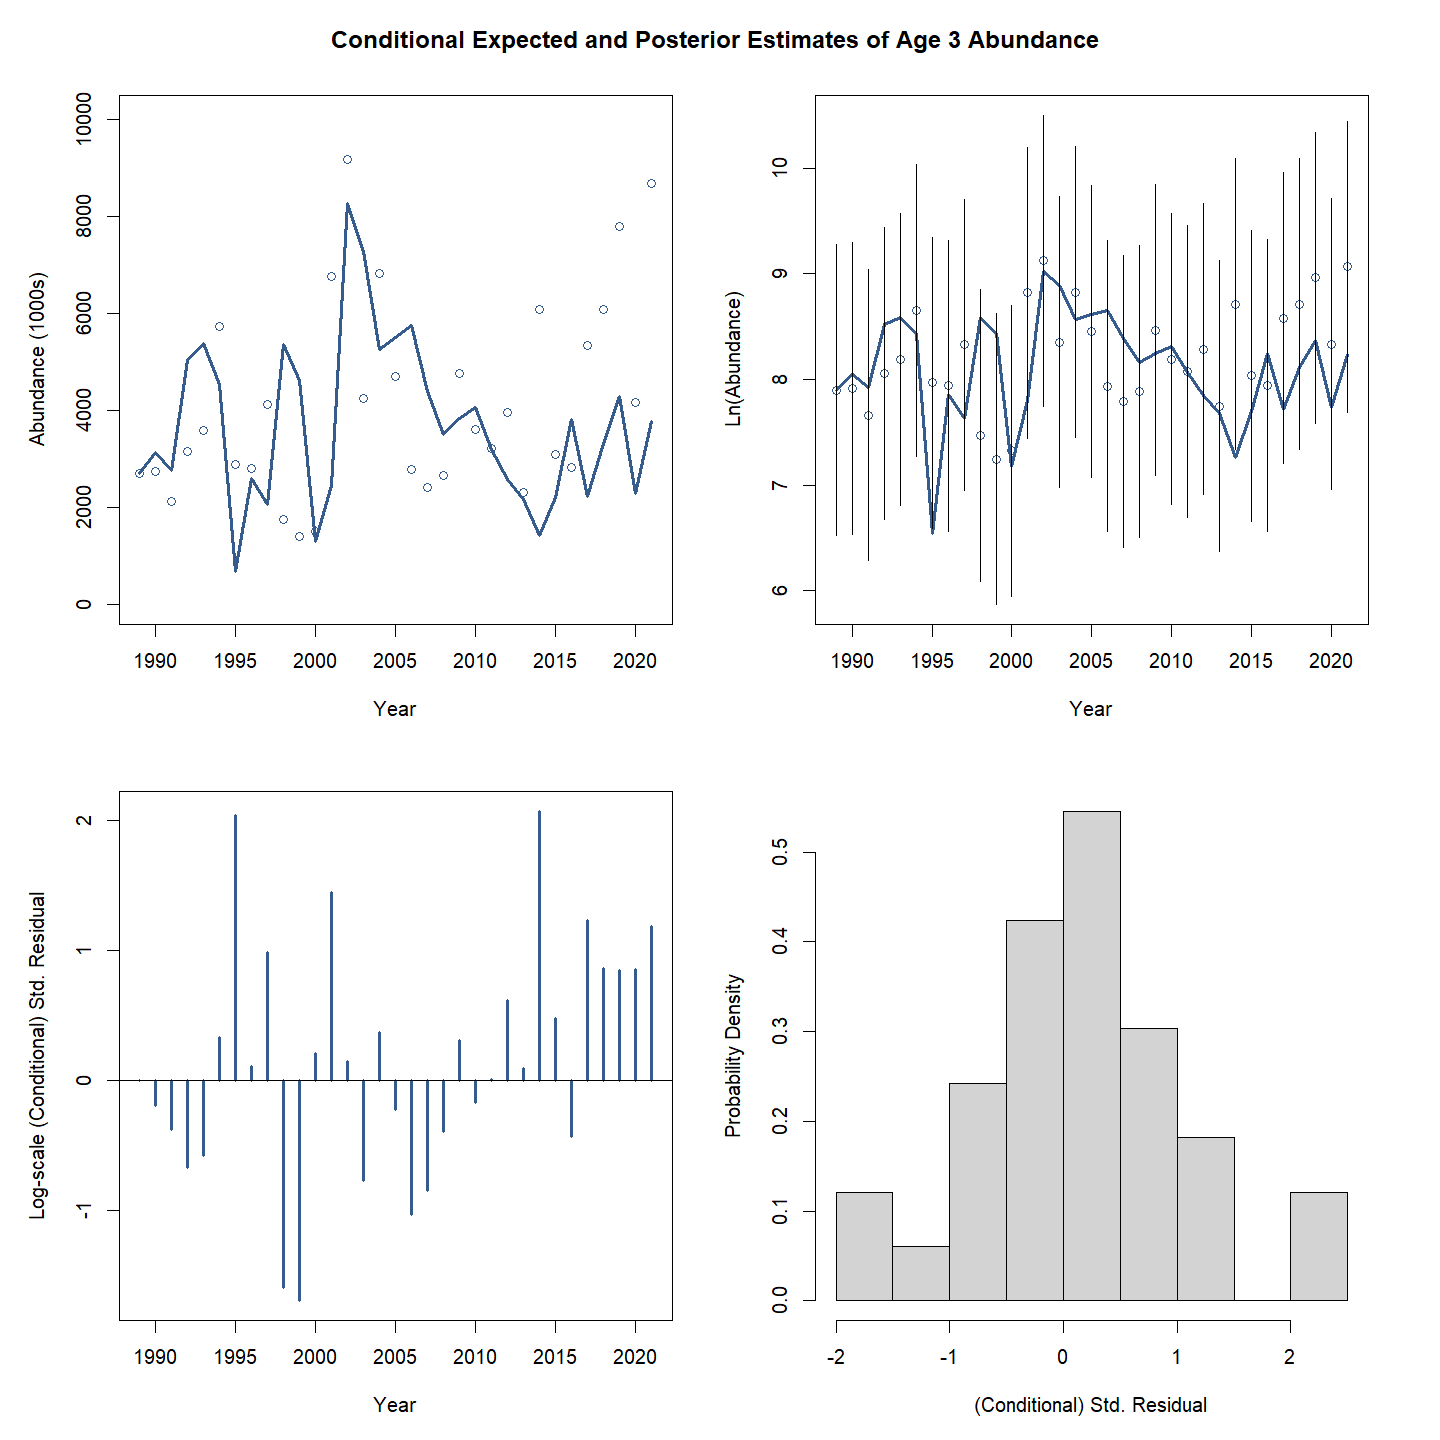 Conditional Expected and Posterior Estimates of Age 3 Abundance
Abundance (1000s)
10000
8000
6000
4000
2000
0
1990 1995 2000 2005 2010 2015 2020
Year
Ln(Abundance)
10
9
8
7
6
1990 1995 2000 2005 2010 2015 2020
Year
Log-scale (Conditional) Std. Residual
2
1
0
-1
1990 1995 2000 2005 2010 2015 2020
Year
Probability Density
0.5
0.4
0.3
0.2
0.1
0.0
-2 -1 0 1 2
(Conditional) Std. Residual